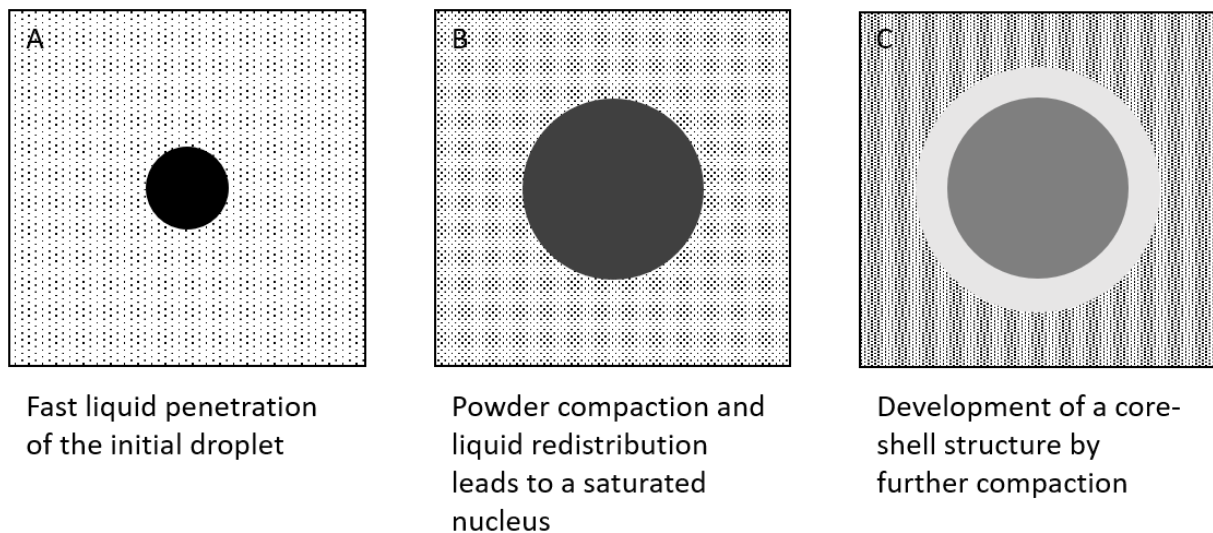 A
B
C
Fast liquid penetration
of the initial droplet
Powder compaction and
liquid redistribution
leads to a saturated
nucleus
Development of a core-
shell structure by
further compaction